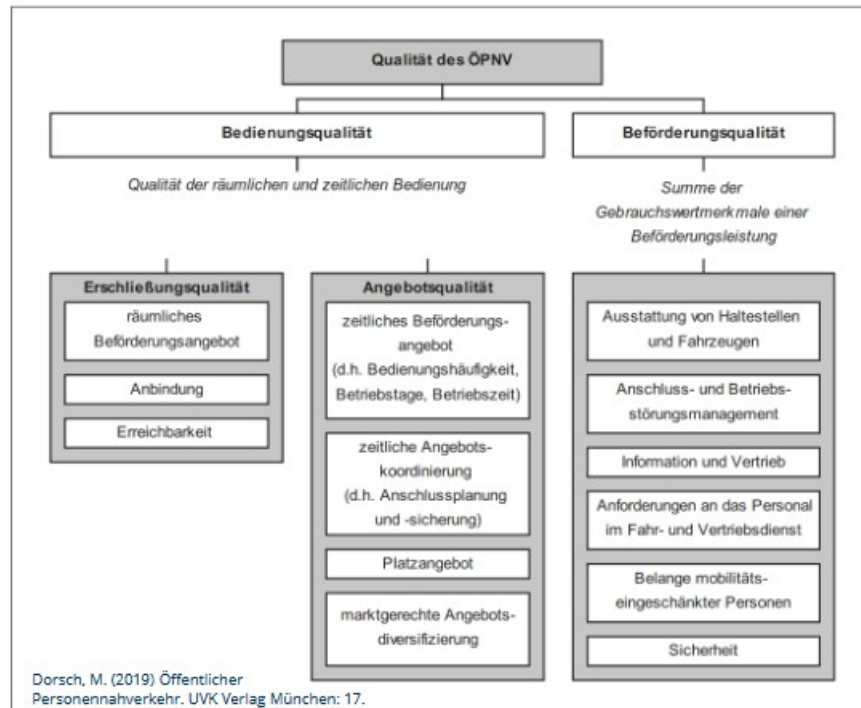 Qualität des ÖPNV
Bedienungsqualität
Beförderungsqualität
Qualität der räumlichen und zeitlichen Bedienung
Summe der
Gebrauchswertmerkmale einer
Beförderungsleistung
Erschließungsqualität
räumliches
Beförderungsangebot
Anbindung
Erreichbarkeit
Angebotsqualität
zeitliches Beförderungs-
angebot
(d.h. Bedienungshäufigkeit,
Betriebstage, Betriebszeit)
zeitliche Angebots-
koordinierung
(d.h. Anschlussplanung
und -sicherung)
Platzangebot
marktgerechte Angebots-
diversifizierung
Ausstattung von Haltestellen
und Fahrzeugen
Anschluss- und Betriebs-
störungsmanagement
Information und Vertrieb
Anforderungen an das Personal
im Fahr- und Vertriebsdienst
Belange mobilitäts-
eingeschänkter Personen
Sicherheit
Dorsch, M. (2019) Öffentlicher
Personennahverkehr. UVK Verlag München: 17.